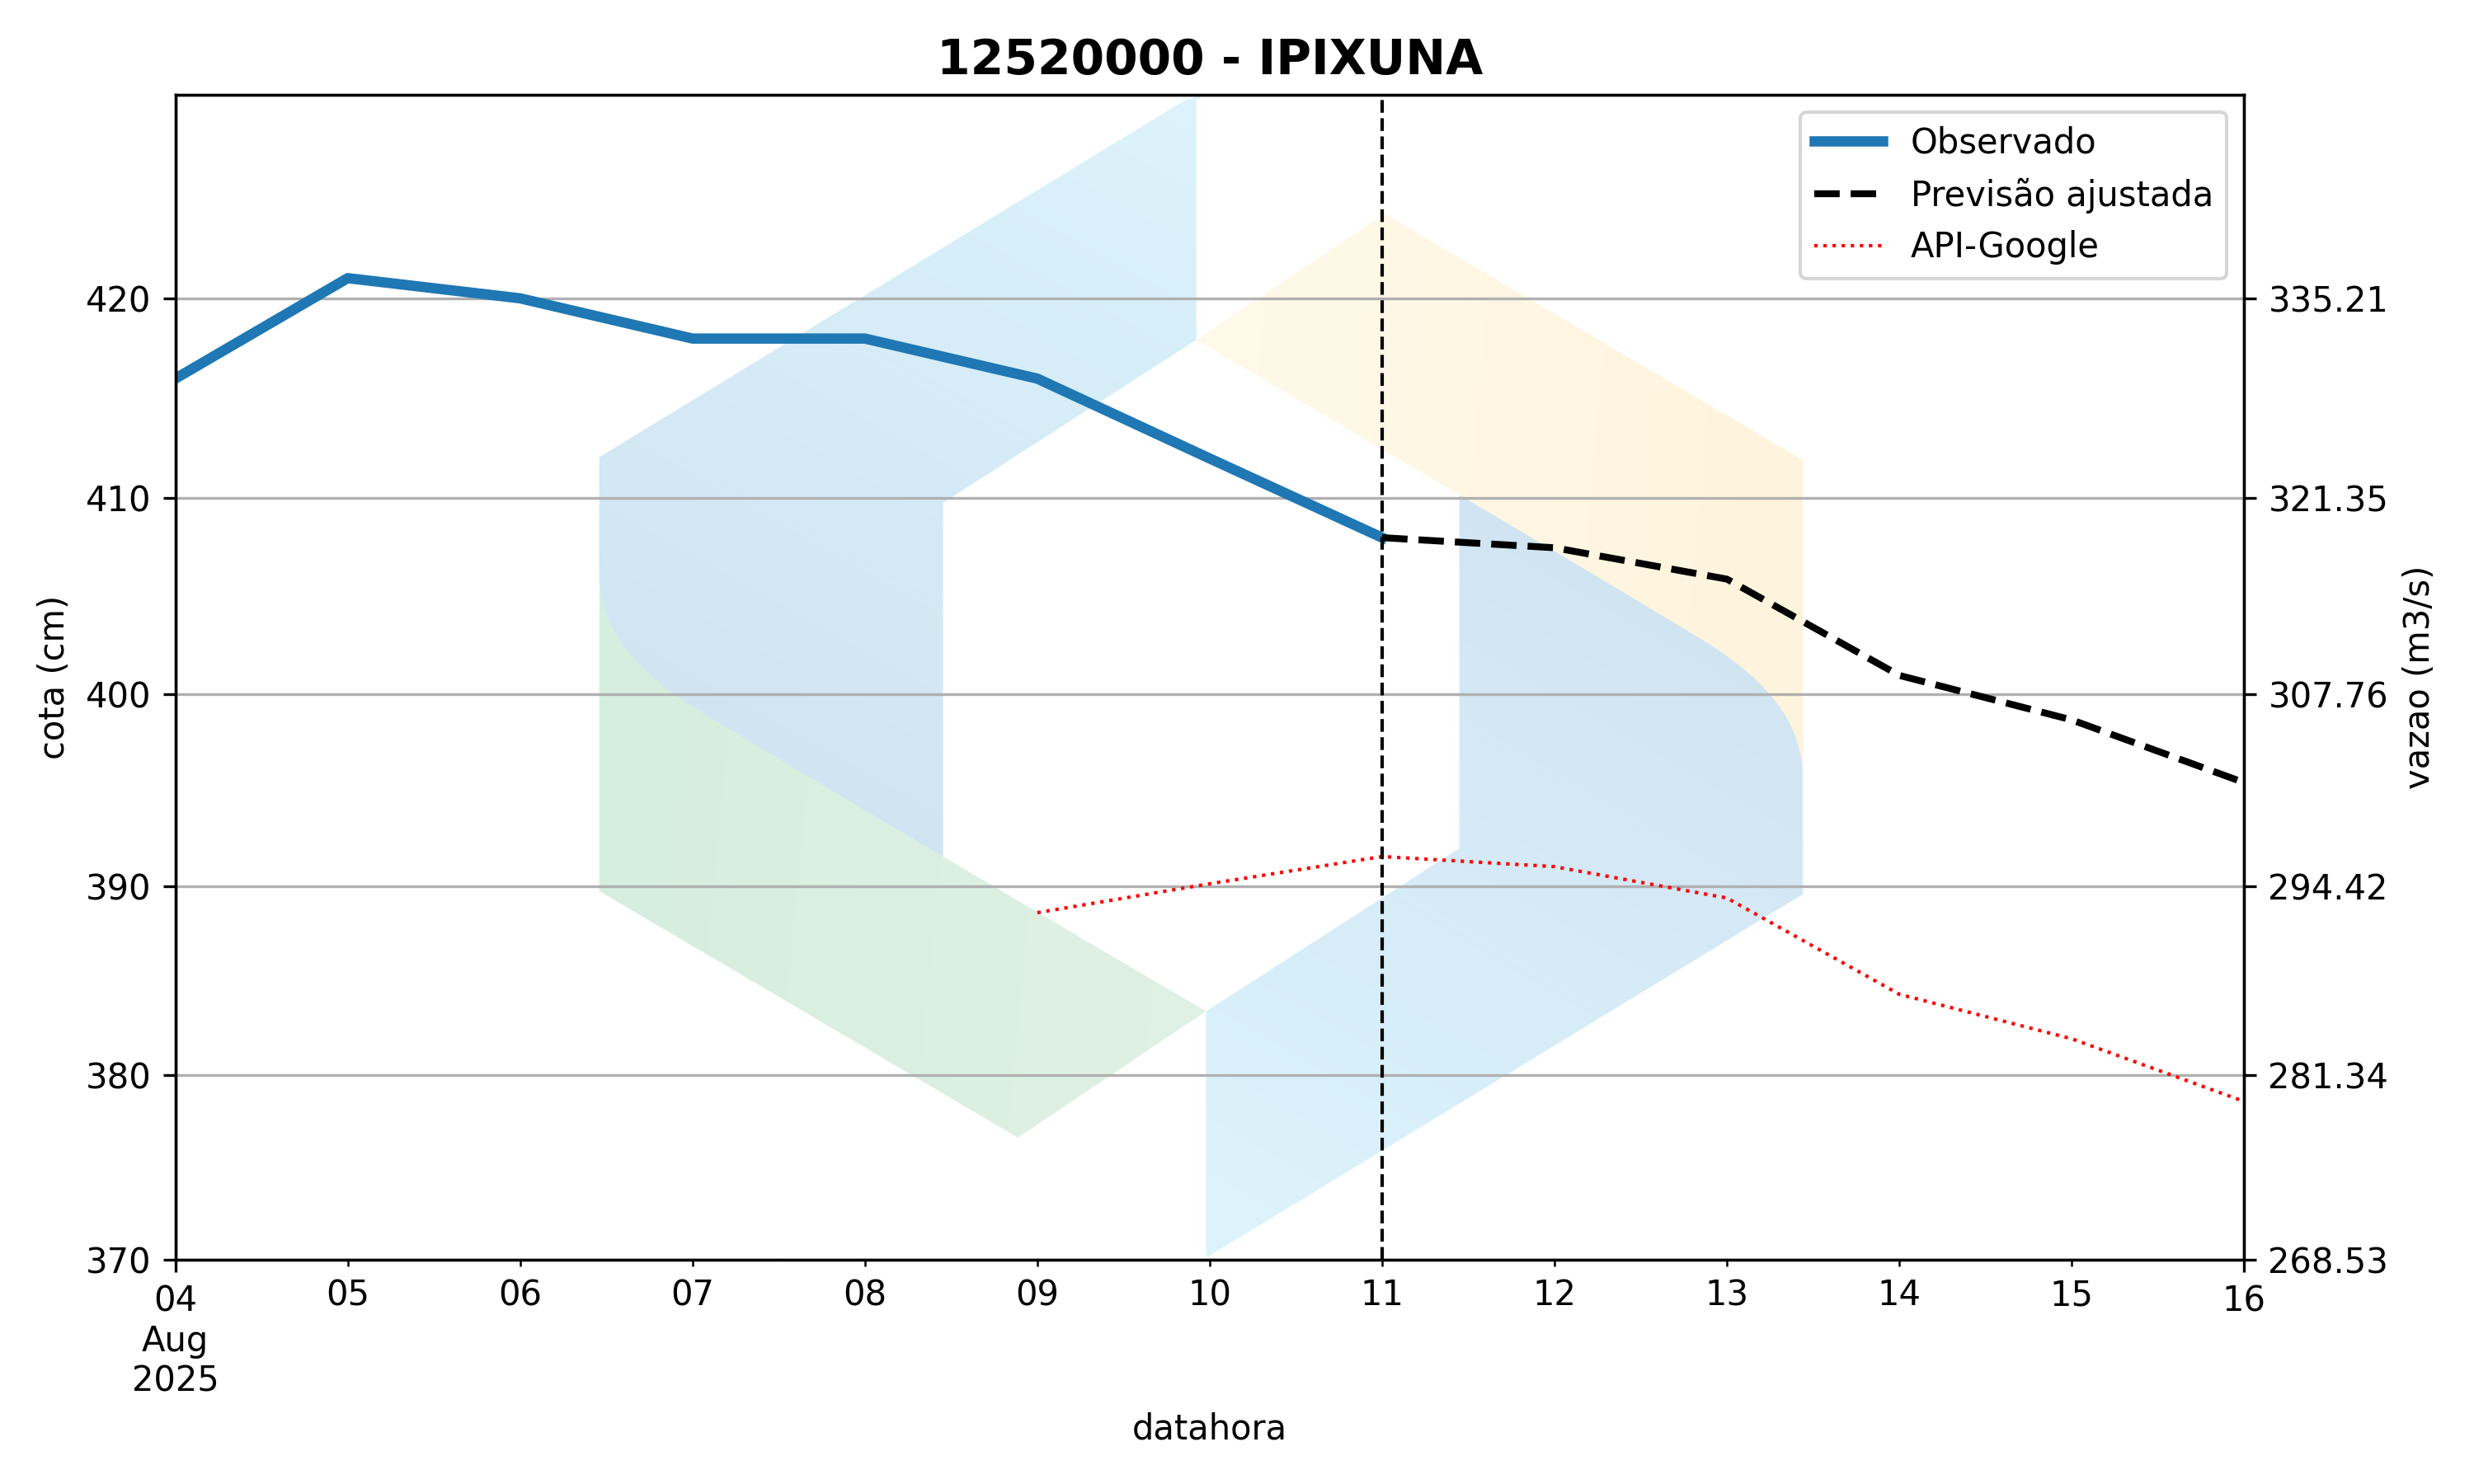 12520000 - IPIXUNA
Observado
Previsão ajustada
API-Google
420
410
400
390
380
370
cota (cm)
335.21
321.35
307.76
294.42
281.34
268.53
vazao (m3/s)
04 05 06 07 08 09 10 11 12 13 14 15 16
Aug
2025
datahora